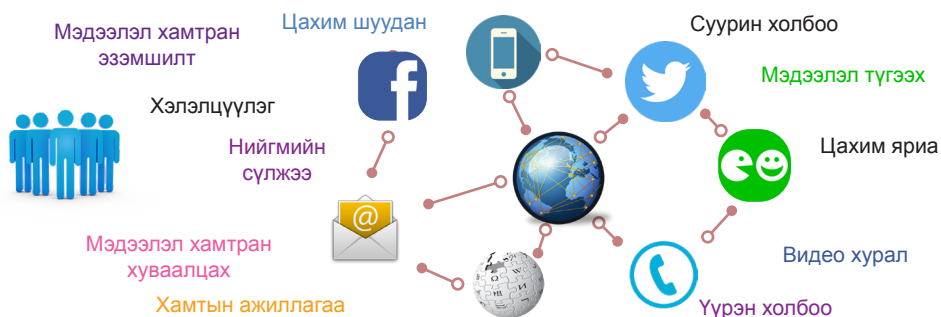 Мэдээлэл хамтран
эзэмшилт
Цахим шуудан
Суурин холбоо
Мэдээлэл түгээх
Хэлэлцүүлэг
Нийгмийн
сүлжээ
Цахим яриа
Мэдээлэл хамтран
хуваалцах
Видео хурал
Хамтын ажиллагаа
Үүрэн холбоо